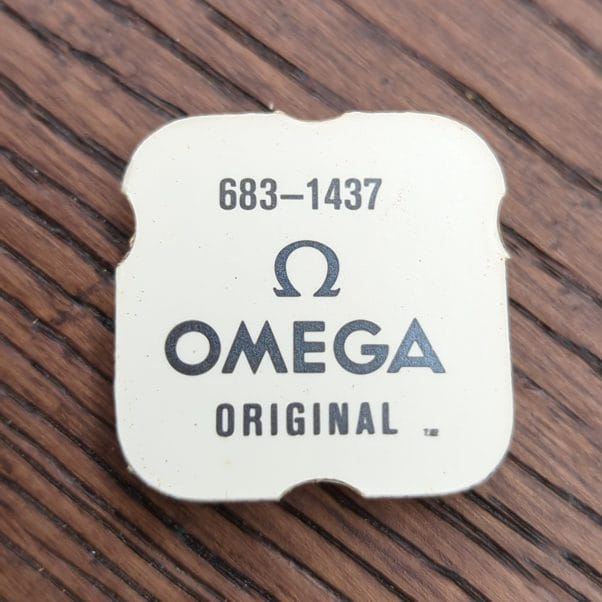 683-1437
Ω
OMEGA
ORIGINAL